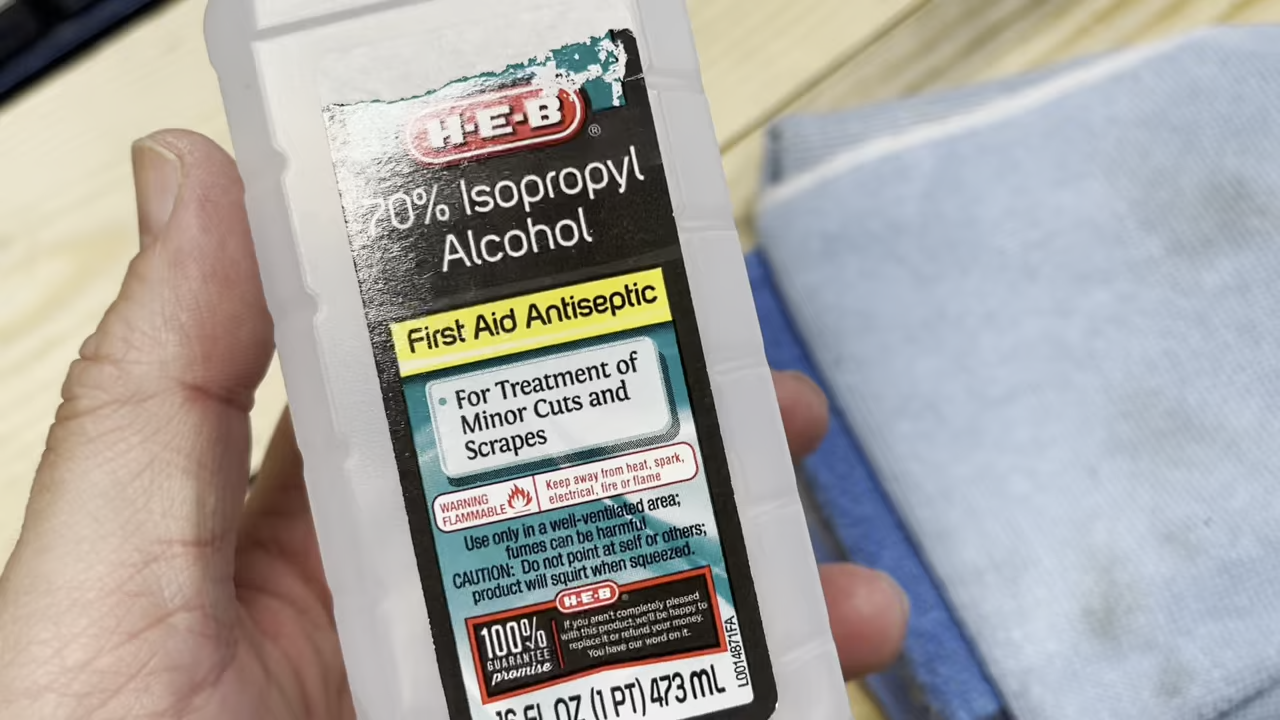 H-E-B
®
70% Isopropyl
Alcohol
First Aid Antiseptic
• For Treatment of
Minor Cuts and
Scrapes
WARNING
FLAMMABLE
Keep away from heat, spark,
electrical, fire or flame
Use only in a well-ventilated area;
fumes can be harmful
CAUTION: Do not point at self or others;
product will squirt when squeezed.
H-E-B
100%
GUARANTEE
promise
If you aren't completely pleased
with this product, we'll be happy to
replace it or refund your money.
You have our word on it.
16 FL OZ (1 PT) 473 mL
L0014871FA